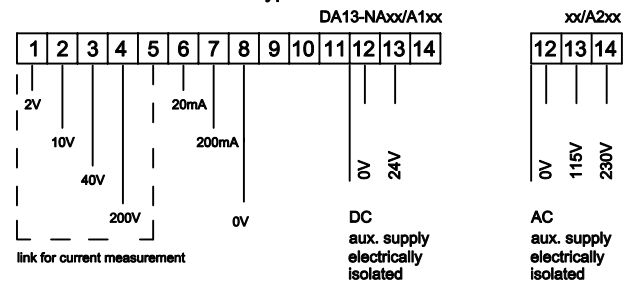 DA13-NAxx/A1xx xx/A2xx
1 2 3 4 5 6 7 8 9 10 11 12 13 14 12 13 14
2V 20mA
10V 200mA
40V 0V 24V 0V 115V 230V
200V 0V DC AC
aux. supply aux. supply
link for current measurement electrically electrically
isolated isolated